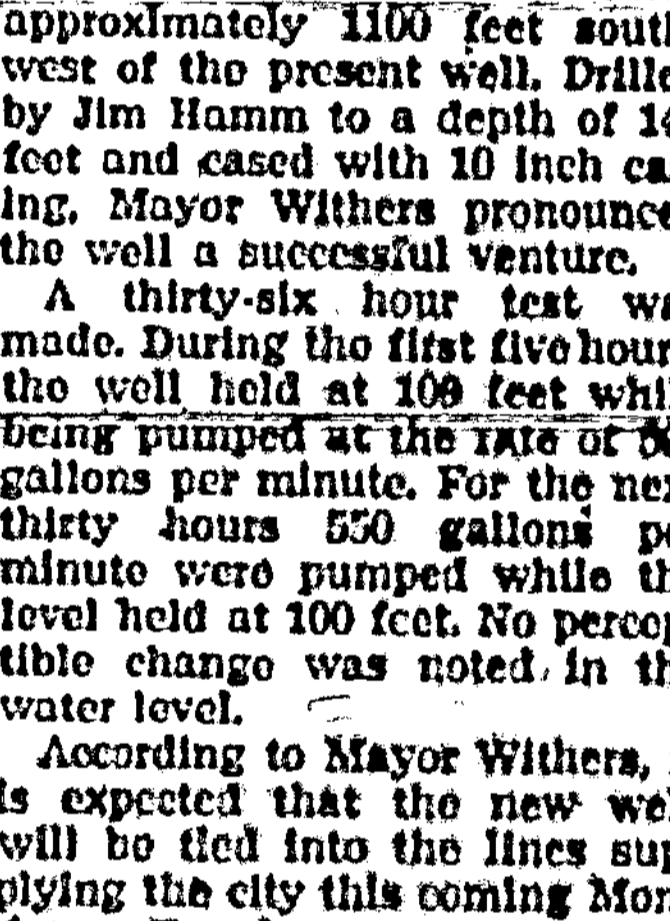 approximately 1100 feet south
west of the present well. Drille
by Jim Hamm to a depth of 14
feet and cased with 10 inch ca
ing. Mayor Withers pronounce
the well a successful venture.
A thirty-six hour test wa
made. During the first five hour
the well held at 100 feet whil
being pumped at the rate of
gallons per minute. For the nex
thirty hours 550 gallons pe
minute were pumped while th
level held at 100 feet. No percep
tible change was noted in th
water level.
According to Mayor Withers,
is expected that the new we
will be tied into the lines sup
plying the city this coming Mon